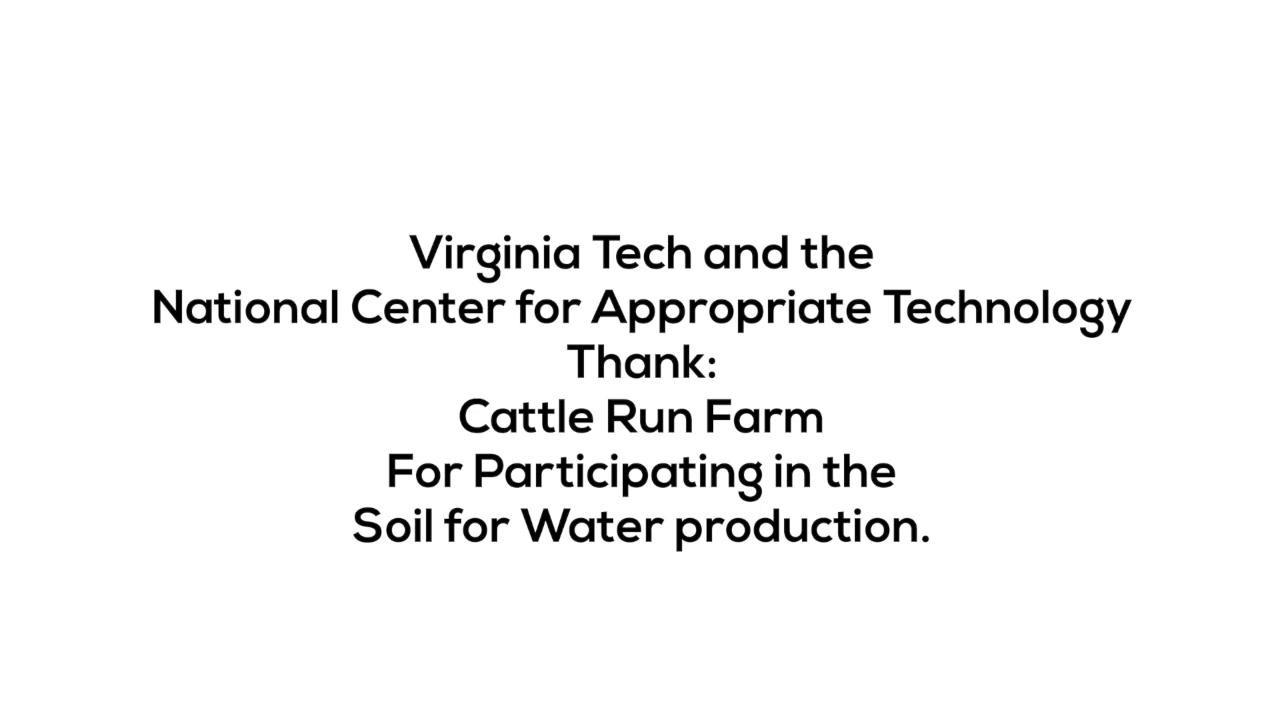 Virginia Tech and the
National Center for Appropriate Technology
Thank:
Cattle Run Farm
For Participating in the
Soil for Water production.